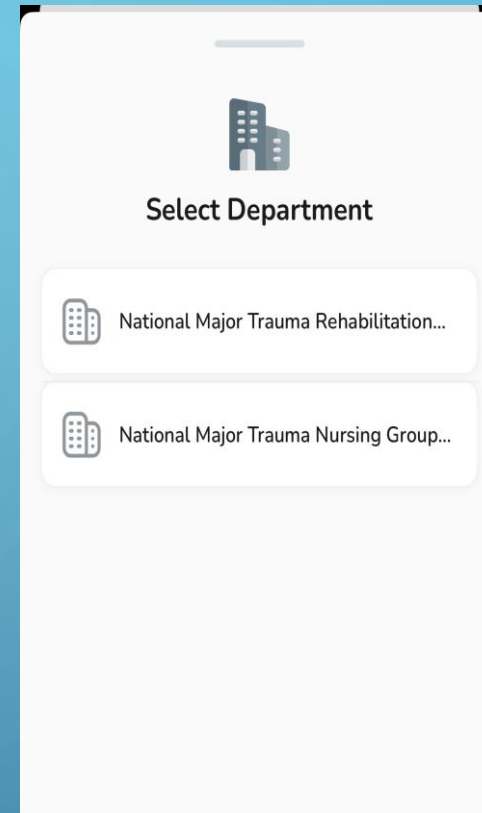 Select Department
National Major Trauma Rehabilitation...
National Major Trauma Nursing Group...